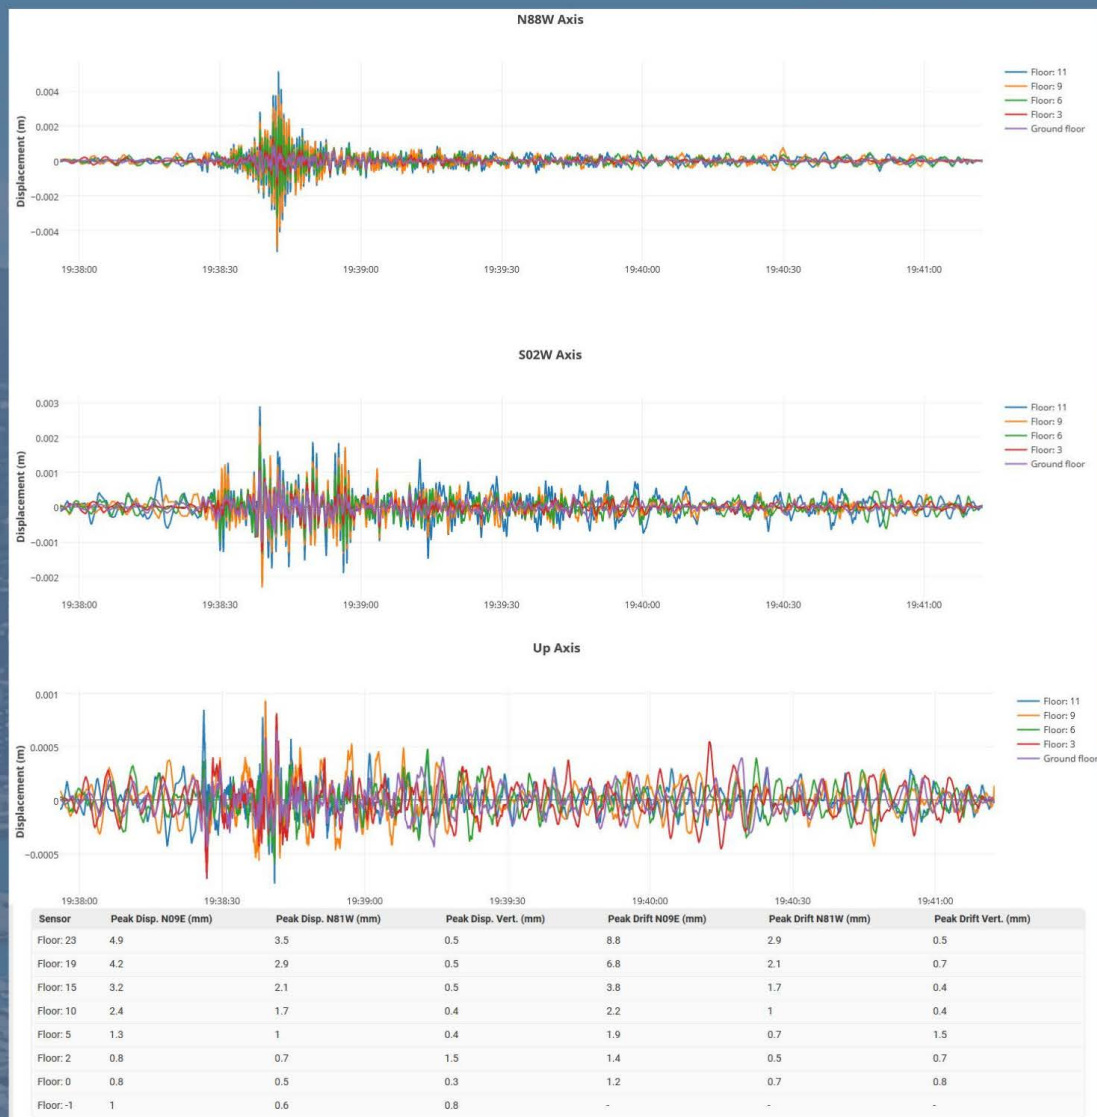 N88W Axis
Displacement (m)
0.004
0.002
0
−0.002
−0.004
19:38:00 19:38:30 19:39:00 19:39:30 19:40:00 19:40:30 19:41:00
Floor: 11
Floor: 9
Floor: 6
Floor: 3
Ground floor
S02W Axis
Displacement (m)
0.003
0.002
0.001
0
−0.001
−0.002
19:38:00 19:38:30 19:39:00 19:39:30 19:40:00 19:40:30 19:41:00
Floor: 11
Floor: 9
Floor: 6
Floor: 3
Ground floor
Up Axis
Displacement (m)
0.001
0.0005
0
−0.0005
19:38:00 19:38:30 19:39:00 19:39:30 19:40:00 19:40:30 19:41:00
Floor: 11
Floor: 9
Floor: 6
Floor: 3
Ground floor
Sensor Peak Disp. N09E (mm) Peak Disp. N81W (mm) Peak Disp. Vert. (mm) Peak Drift N09E (mm) Peak Drift N81W (mm) Peak Drift Vert. (mm)
Floor: 23 4.9 3.5 0.5 8.8 2.9 0.5
Floor: 19 4.2 2.9 0.5 6.8 2.1 0.7
Floor: 15 3.2 2.1 0.5 3.8 1.7 0.4
Floor: 10 2.4 1.7 0.4 2.2 1 0.4
Floor: 5 1.3 1 0.4 1.9 0.7 1.5
Floor: 2 0.8 0.7 1.5 1.4 0.5 0.7
Floor: 0 0.8 0.5 0.3 1.2 0.7 0.8
Floor: -1 1 0.6 0.8 - - -